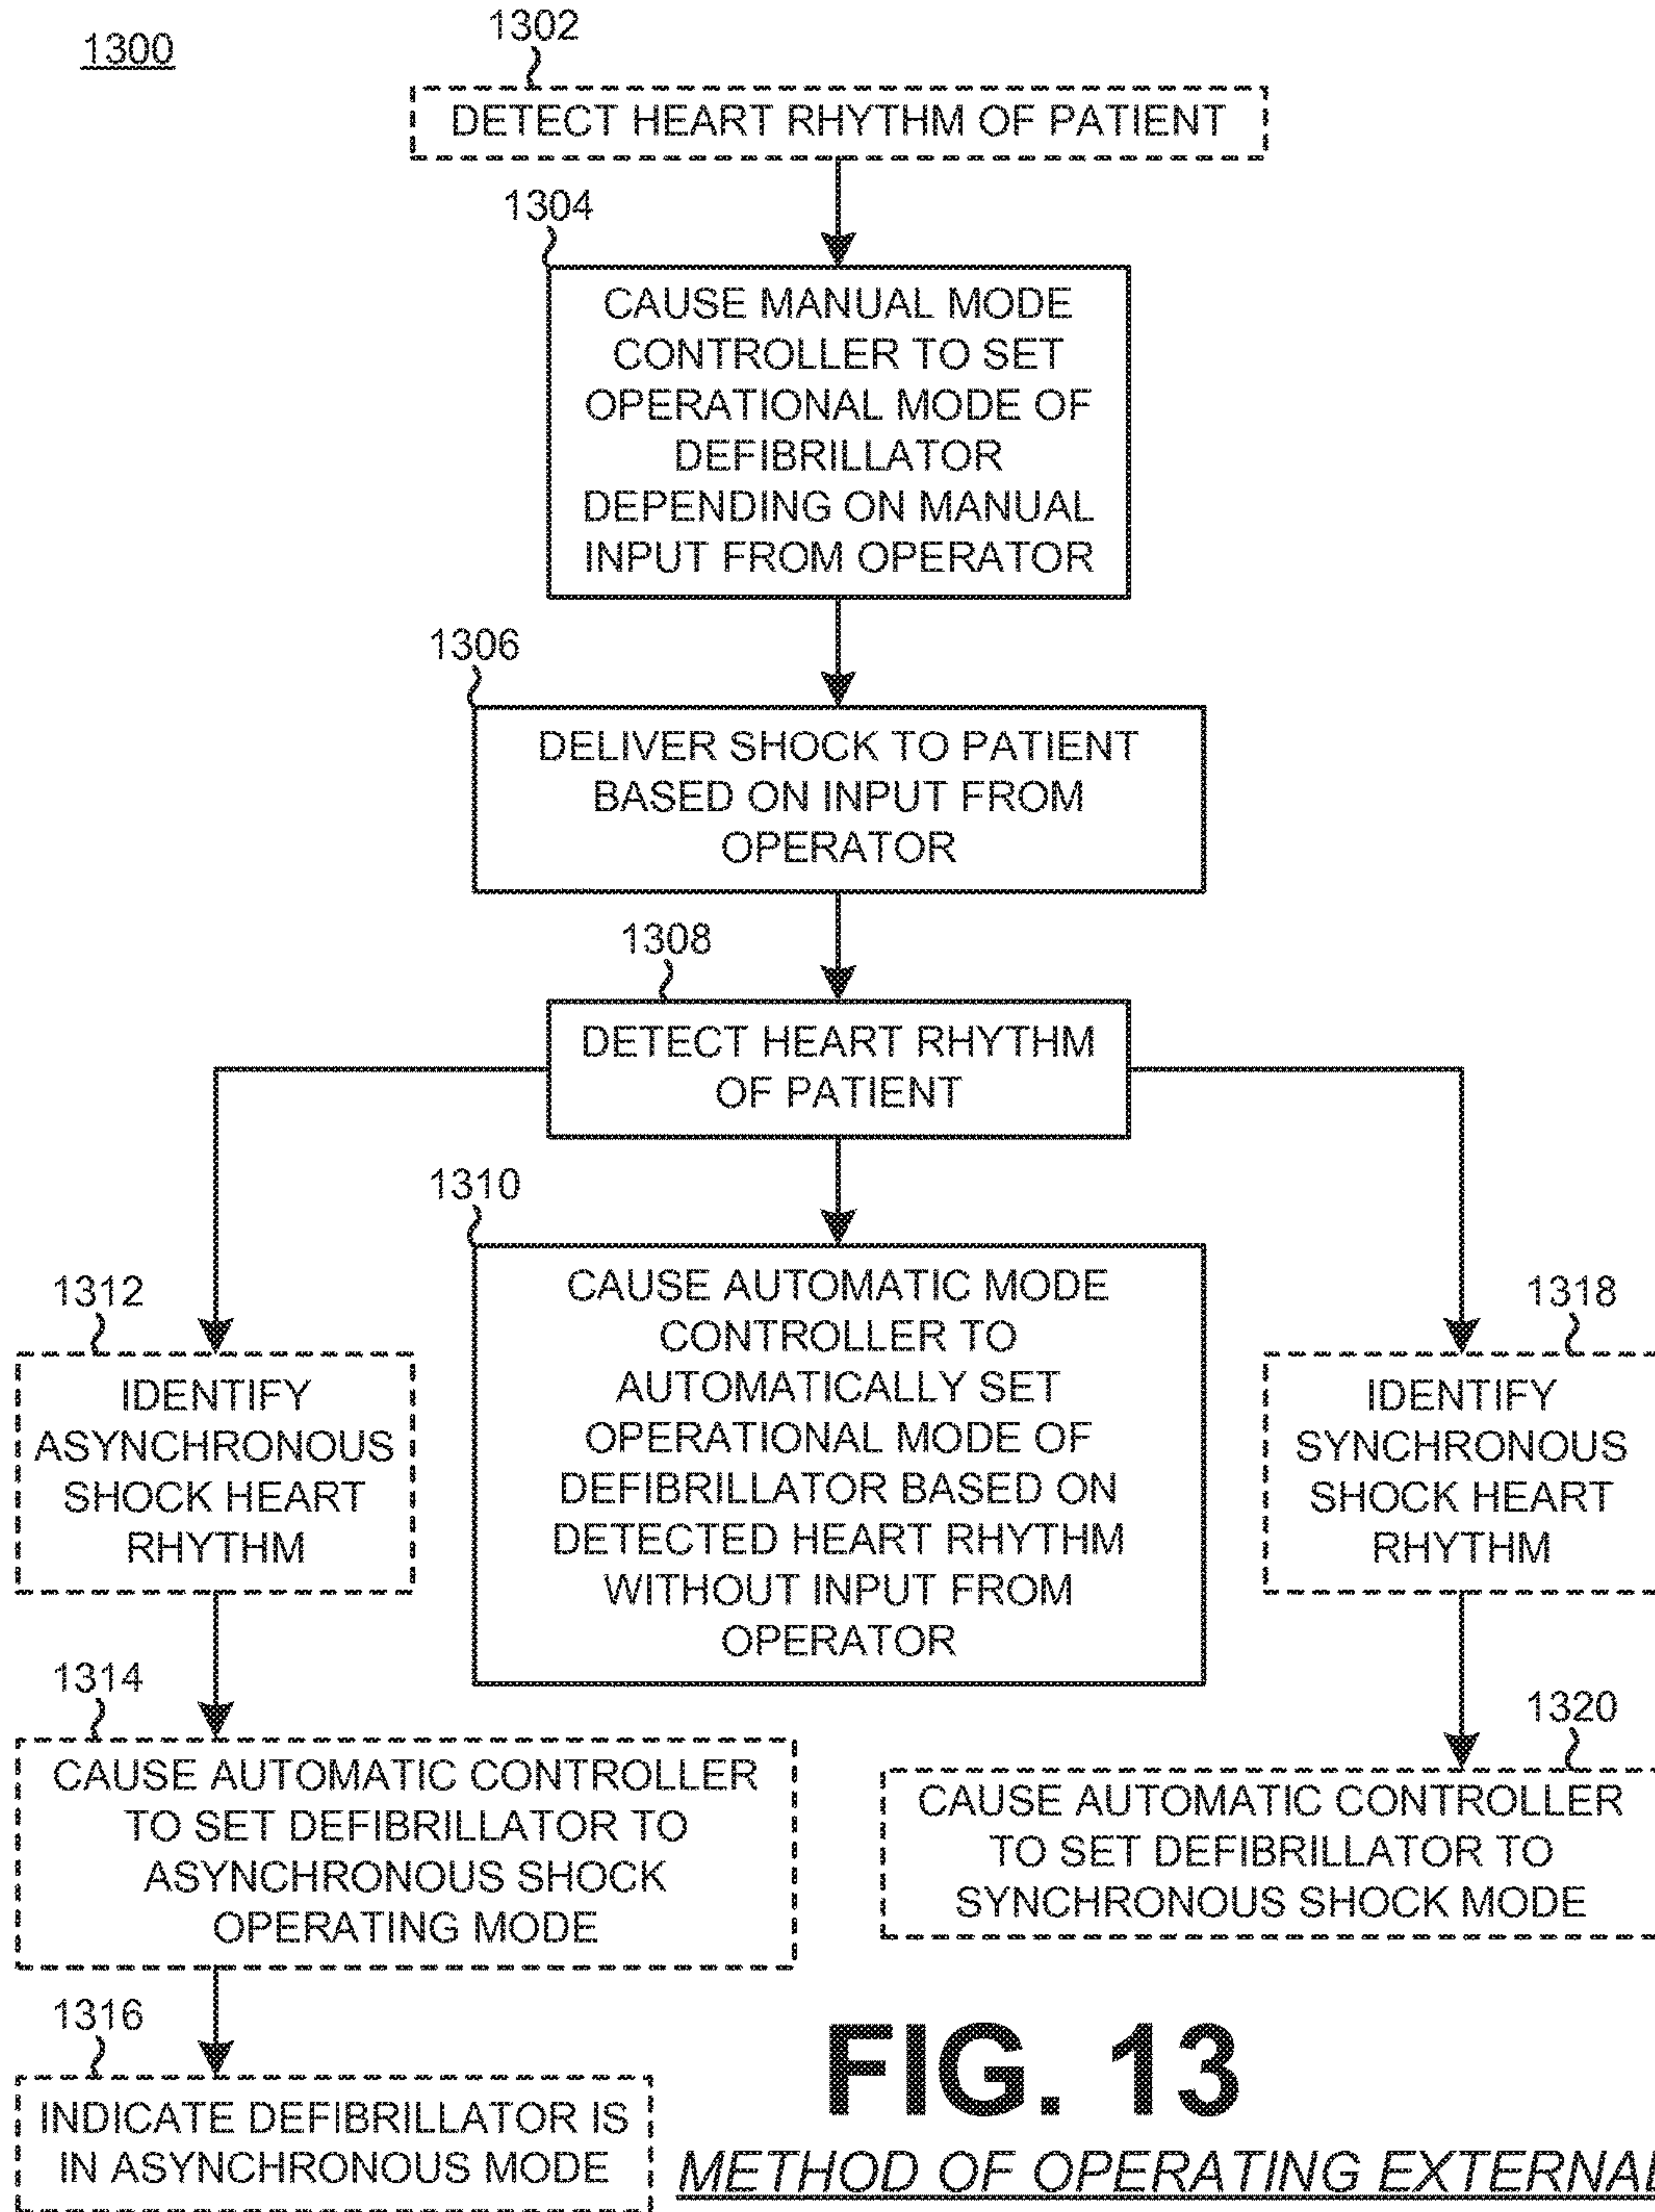 1300
1302
DETECT HEART RHYTHM OF PATIENT
1304
CAUSE MANUAL MODE
CONTROLLER TO SET
OPERATIONAL MODE OF
DEFIBRILLATOR
DEPENDING ON MANUAL
INPUT FROM OPERATOR
1306
DELIVER SHOCK TO PATIENT
BASED ON INPUT FROM
OPERATOR
1308
DETECT HEART RHYTHM
OF PATIENT
1310
CAUSE AUTOMATIC MODE
CONTROLLER TO
AUTOMATICALLY SET
OPERATIONAL MODE OF
DEFIBRILLATOR BASED ON
DETECTED HEART RHYTHM
WITHOUT INPUT FROM
OPERATOR
1312
IDENTIFY
ASYNCHRONOUS
SHOCK HEART
RHYTHM
1318
IDENTIFY
SYNCHRONOUS
SHOCK HEART
RHYTHM
1314
CAUSE AUTOMATIC CONTROLLER
TO SET DEFIBRILLATOR TO
ASYNCHRONOUS SHOCK
OPERATING MODE
1320
CAUSE AUTOMATIC CONTROLLER
TO SET DEFIBRILLATOR TO
SYNCHRONOUS SHOCK MODE
1316
INDICATE DEFIBRILLATOR IS
IN ASYNCHRONOUS MODE
FIG. 13
METHOD OF OPERATING EXTERNAL